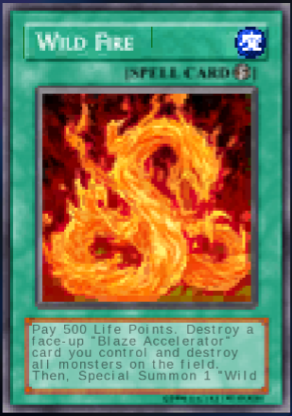 Wild Fire
[SPELL CARD]
Pay 500 Life Points. Destroy a
face-up "Blaze Accelerator"
card you control and destroy
all monsters on the field.
Then, Special Summon 1 "Wild